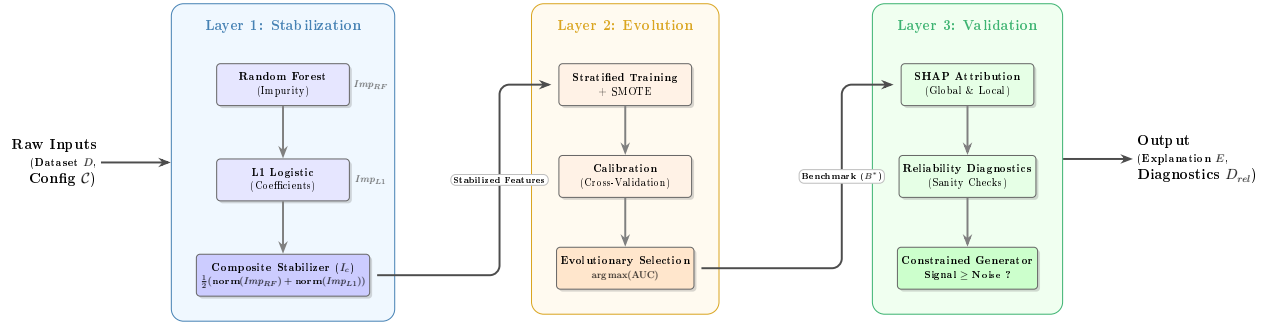 Raw Inputs
(Dataset D,
Config C)
Layer 1: Stabilization
Random Forest
(Impurity)
Imp_RF
L1 Logistic
(Coefficients)
Imp_L1
Composite Stabilizer (I_c)
½(norm(Imp_RF) + norm(Imp_L1))
Stabilized Features
Layer 2: Evolution
Stratified Training
+ SMOTE
Calibration
(Cross-Validation)
Evolutionary Selection
arg max(AUC)
Benchmark (B*)
Layer 3: Validation
SHAP Attribution
(Global & Local)
Reliability Diagnostics
(Sanity Checks)
Constrained Generator
Signal ≥ Noise ?
Output
(Explanation E,
Diagnostics D_rel)